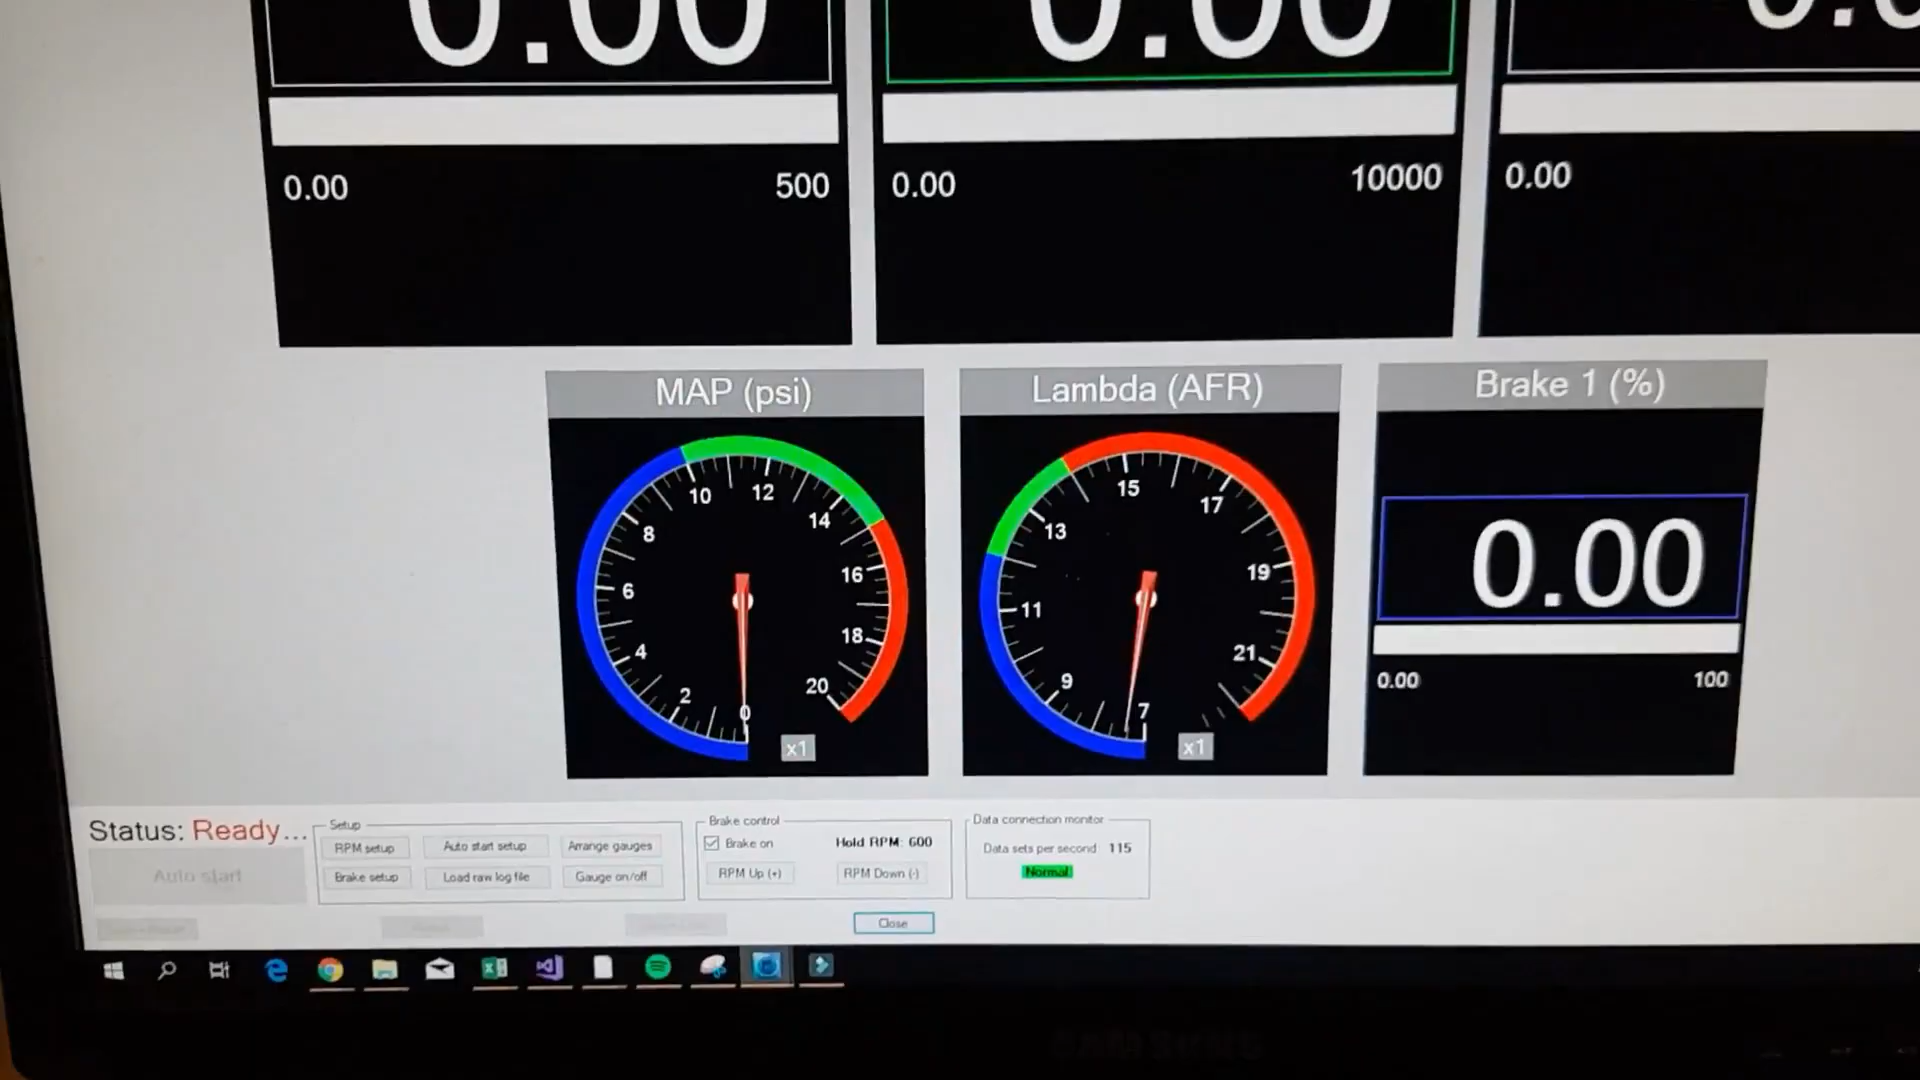 0.00
0.00
0.00 500
0.00 10000
0.00
MAP (psi)
0 2 4 6 8 10 12 14 16 18 20
x1
Lambda (AFR)
7 9 11 13 15 17 19 21
x1
Brake 1 (%)
0.00
0.00 100
Status: Ready...
Auto start
Setup
RPM setup
Auto start setup
Arrange gauges
Brake setup
Load raw log file
Gauge on/off
Brake control
Brake on
Hold RPM: 600
RPM Up (+)
RPM Down (-)
Data connection monitor
Data sets per second 115
Normal
Close
SAMSUNG